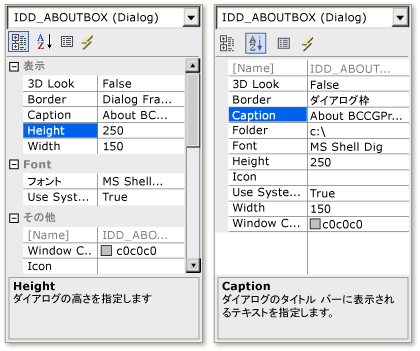 IDD_ABOUTBOX (Dialog)
表示
3D Look False
Border Dialog Fra...
Caption About BC...
Height 250
Width 150
Font
フォント MS Shell...
Use Syst... True
その他
[Name] IDD_ABO...
Window C... c0c0c0
Icon
Height
ダイアログの高さを指定します
IDD_ABOUTBOX (Dialog)
[Name] IDD_ABOUT...
3D Look False
Border ダイアログ枠
Caption About BCCGPr...
Folder c:\
Font MS Shell Dlg
Height 250
Icon
Use Syste... True
Width 150
Window C... c0c0c0
Caption
ダイアログのタイトル バーに表示され
るテキストを指定します。